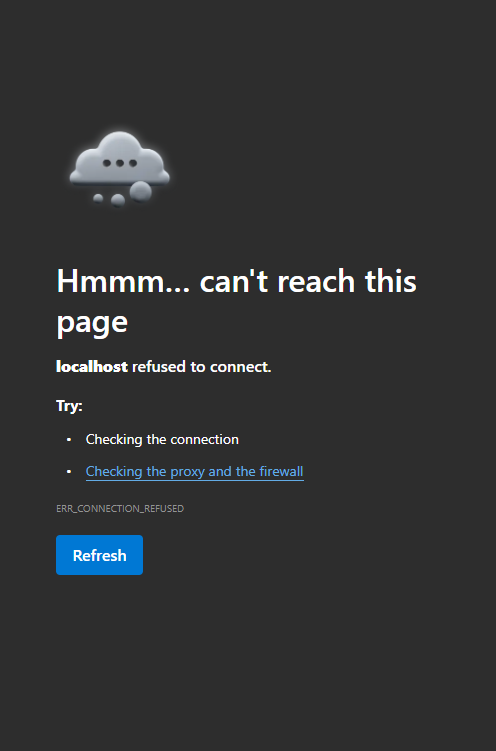 Hmmm… can't reach this
page
localhost refused to connect.
Try:
• Checking the connection
• Checking the proxy and the firewall
ERR_CONNECTION_REFUSED
Refresh